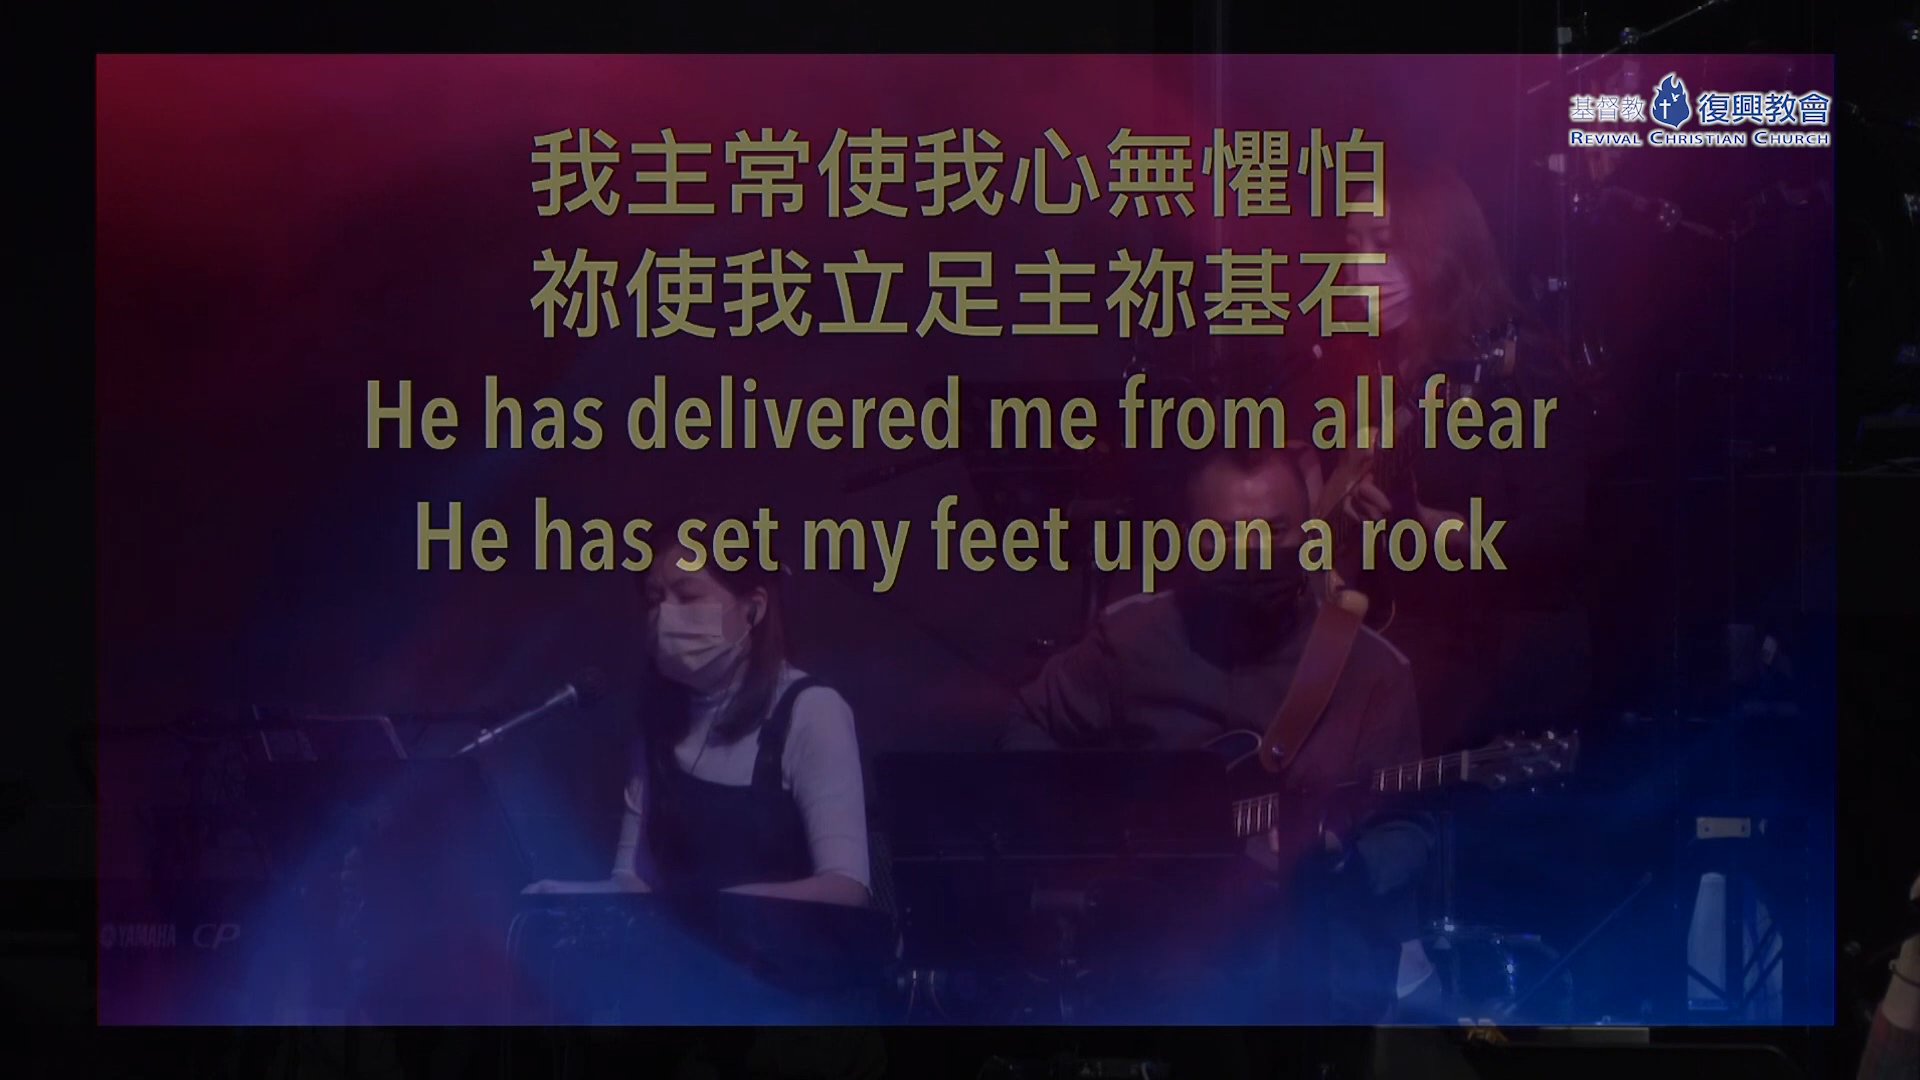 基督教 復興教會
REVIVAL CHRISTIAN CHURCH
我主常使我心無懼怕
祢使我立足主祢基石
He has delivered me from all fear
He has set my feet upon a rock
YAMAHA CP